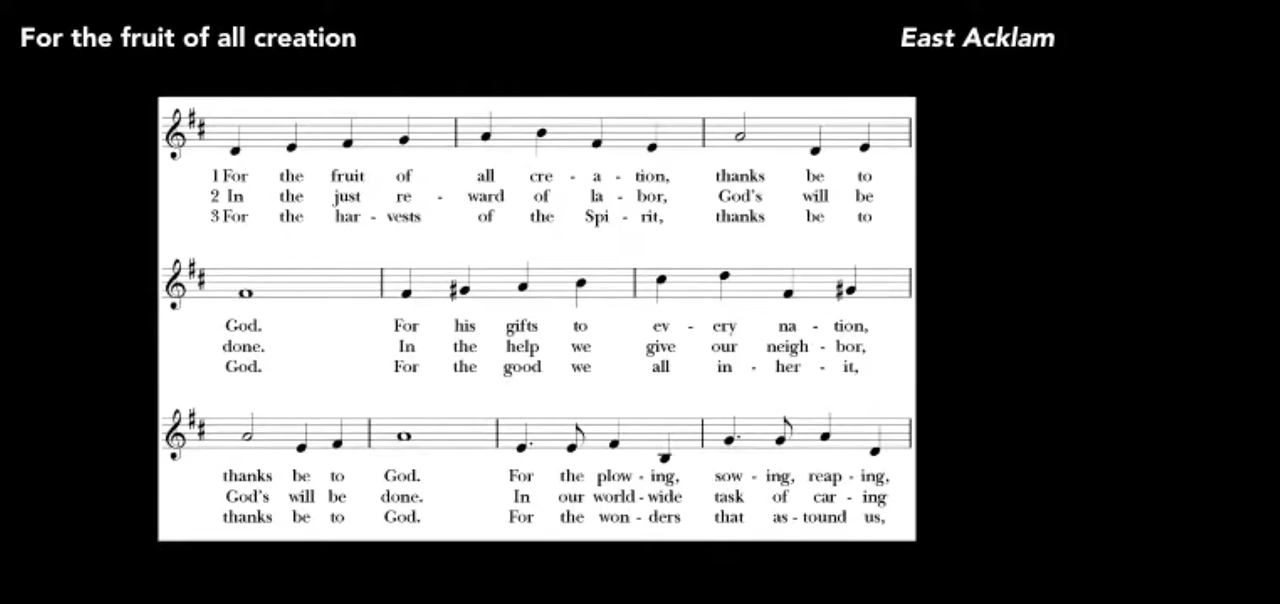 For the fruit of all creation
East Acklam
1 For the fruit of all cre - a - tion, thanks be to
2 In the just re - ward of la - bor, God's will be
3 For the har - vests of the Spi - rit, thanks be to
God. For his gifts to ev - ery na - tion,
done. In the help we give our neigh - bor,
God. For the good we all in - her - it,
thanks be to God. For the plow - ing, sow - ing, reap - ing,
God's will be done. In our world - wide task of car - ing
thanks be to God. For the won - ders that as - tound us,